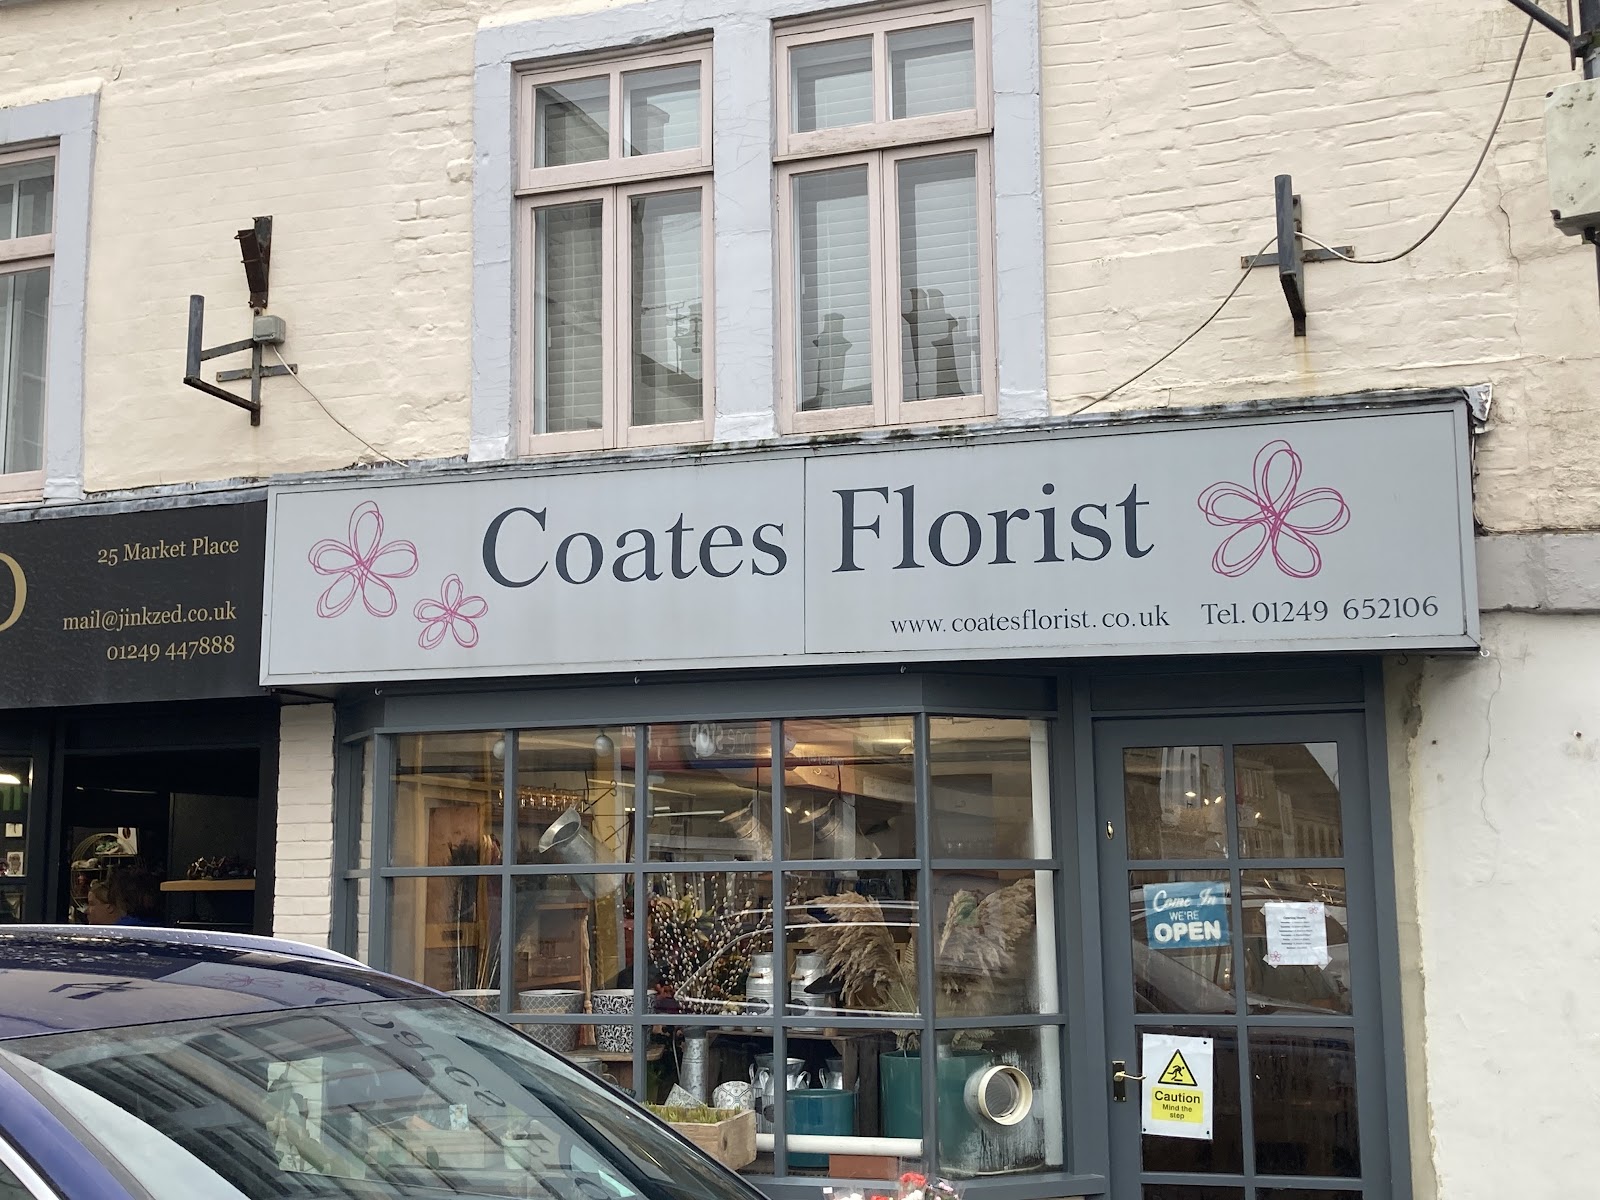 25 Market Place
mail@jinkzed.co.uk
01249 447888
Coates Florist
www.coatesflorist.co.uk Tel. 01249 652106
Come In
WE'RE
OPEN
Caution
Mind the
step